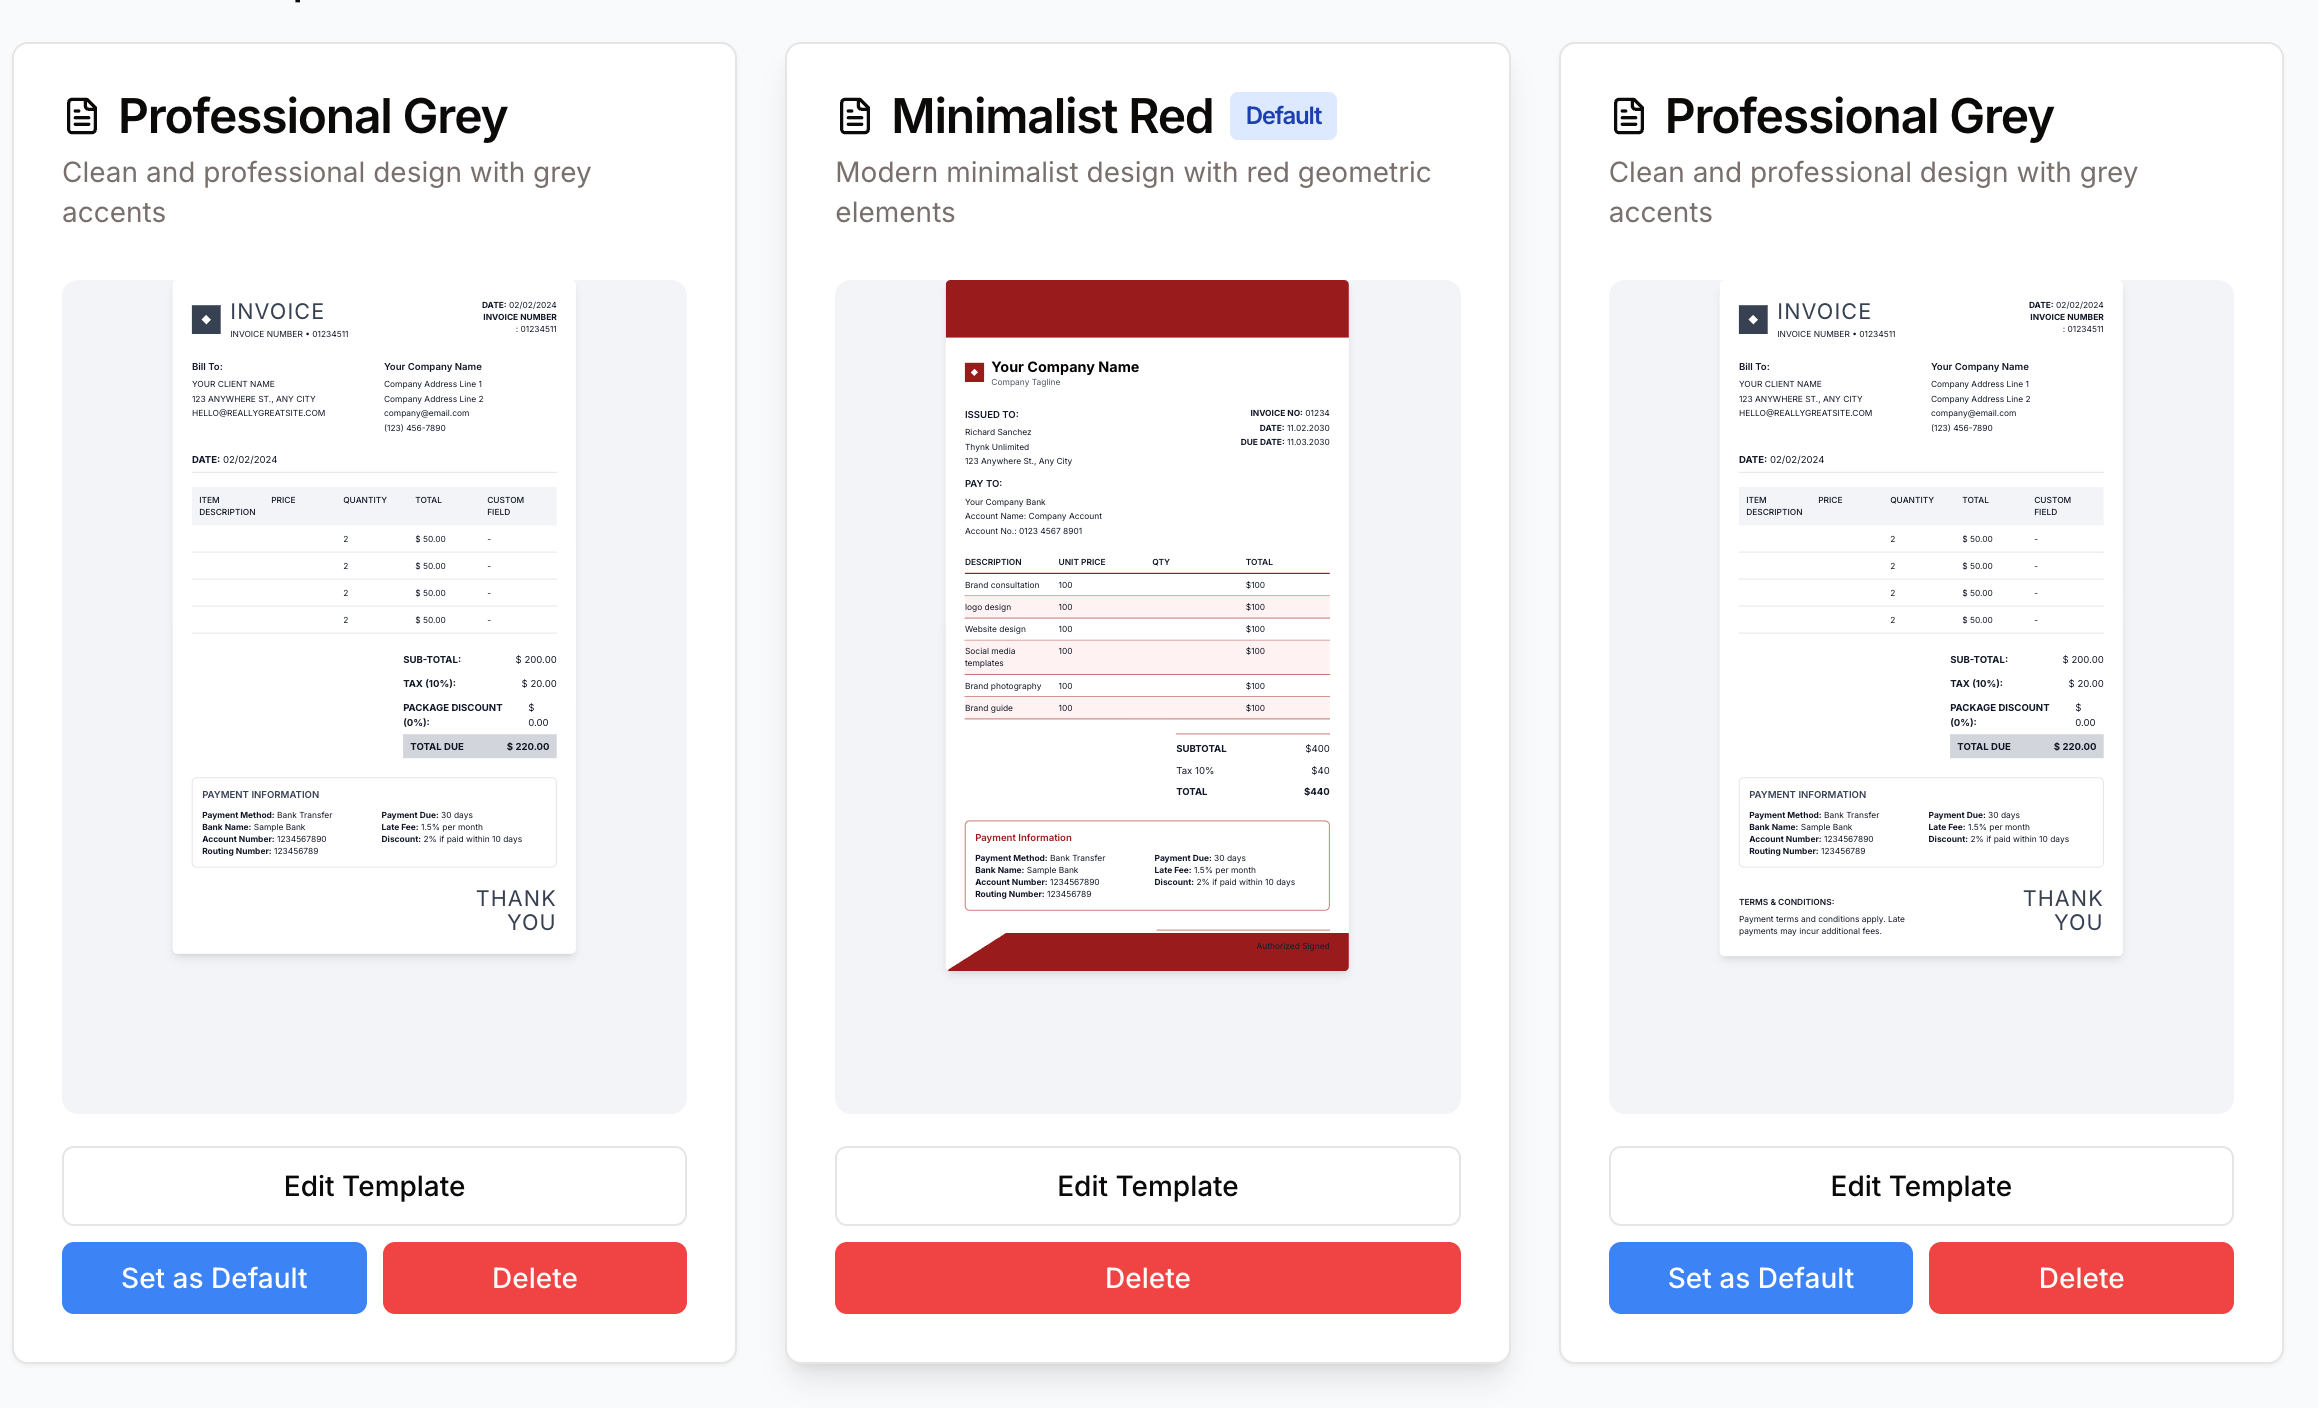 Professional Grey
Clean and professional design with grey
accents
INVOICE
INVOICE NUMBER • 01234511
DATE: 02/02/2024
INVOICE NUMBER
: 01234511
Bill To:
YOUR CLIENT NAME
123 ANYWHERE ST., ANY CITY
HELLO@REALLYGREATSITE.COM
Your Company Name
Company Address Line 1
Company Address Line 2
company@email.com
(123) 456-7890
DATE: 02/02/2024
ITEM DESCRIPTION PRICE QUANTITY TOTAL CUSTOM FIELD
2 $ 50.00 -
2 $ 50.00 -
2 $ 50.00 -
2 $ 50.00 -
SUB-TOTAL: $ 200.00
TAX (10%): $ 20.00
PACKAGE DISCOUNT $
(0%): 0.00
TOTAL DUE $ 220.00
PAYMENT INFORMATION
Payment Method: Bank Transfer
Bank Name: Sample Bank
Account Number: 1234567890
Routing Number: 123456789
Payment Due: 30 days
Late Fee: 1.5% per month
Discount: 2% if paid within 10 days
THANK
YOU
Edit Template
Set as Default
Delete
Minimalist Red Default
Modern minimalist design with red geometric
elements
Your Company Name
Company Tagline
ISSUED TO:
Richard Sanchez
Thynk Unlimited
123 Anywhere St., Any City
INVOICE NO: 01234
DATE: 11.02.2030
DUE DATE: 11.03.2030
PAY TO:
Your Company Bank
Account Name: Company Account
Account No.: 0123 4567 8901
DESCRIPTION UNIT PRICE QTY TOTAL
Brand consultation 100 $100
logo design 100 $100
Website design 100 $100
Social media 100 $100
templates
Brand photography 100 $100
Brand guide 100 $100
SUBTOTAL $400
Tax 10% $40
TOTAL $440
Payment Information
Payment Method: Bank Transfer
Bank Name: Sample Bank
Account Number: 1234567890
Routing Number: 123456789
Payment Due: 30 days
Late Fee: 1.5% per month
Discount: 2% if paid within 10 days
Authorized Signed
Edit Template
Delete
Professional Grey
Clean and professional design with grey
accents
INVOICE
INVOICE NUMBER • 01234511
DATE: 02/02/2024
INVOICE NUMBER
: 01234511
Bill To:
YOUR CLIENT NAME
123 ANYWHERE ST., ANY CITY
HELLO@REALLYGREATSITE.COM
Your Company Name
Company Address Line 1
Company Address Line 2
company@email.com
(123) 456-7890
DATE: 02/02/2024
ITEM DESCRIPTION PRICE QUANTITY TOTAL CUSTOM FIELD
2 $ 50.00 -
2 $ 50.00 -
2 $ 50.00 -
2 $ 50.00 -
SUB-TOTAL: $ 200.00
TAX (10%): $ 20.00
PACKAGE DISCOUNT $
(0%): 0.00
TOTAL DUE $ 220.00
PAYMENT INFORMATION
Payment Method: Bank Transfer
Bank Name: Sample Bank
Account Number: 1234567890
Routing Number: 123456789
Payment Due: 30 days
Late Fee: 1.5% per month
Discount: 2% if paid within 10 days
TERMS & CONDITIONS:
Payment terms and conditions apply. Late
payments may incur additional fees.
THANK
YOU
Edit Template
Set as Default
Delete